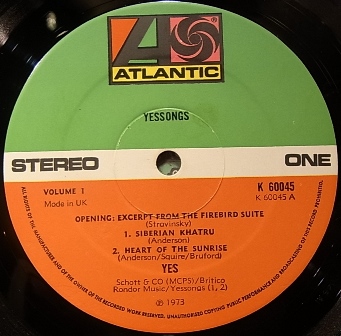 ATLANTIC
YESSONGS
STEREO ONE
VOLUME 1 K 60045
Made in UK K 60045 A
OPENING: EXCERPT FROM THE FIREBIRD SUITE
(Stravinsky)
1. SIBERIAN KHATRU
(Anderson)
2. HEART OF THE SUNRISE
(Anderson/Squire/Bruford)
YES
Schott & CO (MCPS)/Britico
Rondor Music/Yessongs (1, 2)
℗ 1973
ALL RIGHTS OF THE MANUFACTURER AND OF THE OWNER OF THE RECORDED WORK RESERVED. UNAUTHORISED COPYING PUBLIC PERFORMANCE AND BROADCASTING OF THIS RECORD PROHIBITED.